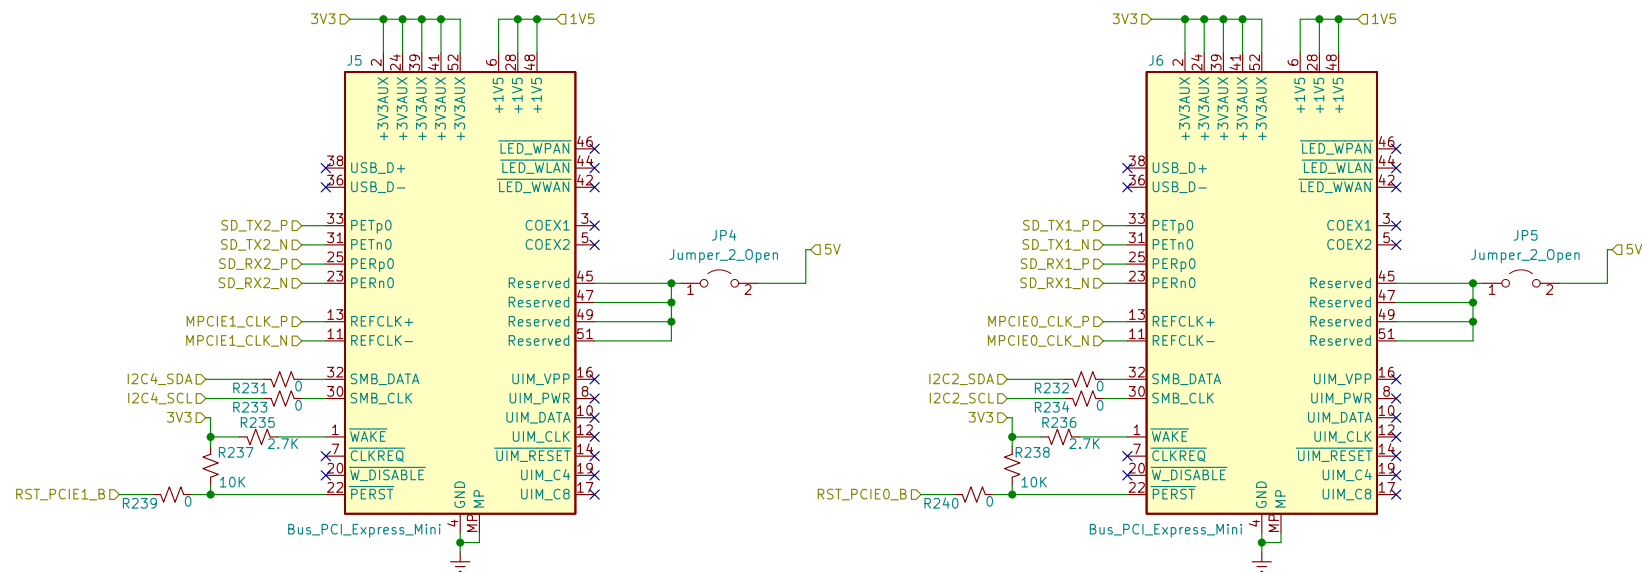 3V3 1V5 3V3 1V5
J5 2 24 39 41 52 6 28 48 J6 2 24 39 41 52 6 28 48
+3V3AUX +3V3AUX +3V3AUX +3V3AUX +3V3AUX +1V5 +1V5 +1V5 +3V3AUX +3V3AUX +3V3AUX +3V3AUX +3V3AUX +1V5 +1V5 +1V5
LED_WPAN 46 LED_WPAN 46
38 USB_D+ LED_WLAN 44 38 USB_D+ LED_WLAN 44
36 USB_D- LED_WWAN 42 36 USB_D- LED_WWAN 42
SD_TX2_P 33 PETp0 COEX1 3 SD_TX1_P 33 PETp0 COEX1 3
JP4 JP5
SD_TX2_N 31 PETn0 COEX2 5 5V SD_TX1_N 31 PETn0 COEX2 5 5V
Jumper_2_Open Jumper_2_Open
SD_RX2_P 25 PERp0 SD_RX1_P 25 PERp0
SD_RX2_N 23 PERn0 Reserved 45 1 2 SD_RX1_N 23 PERn0 Reserved 45 1 2
Reserved 47 Reserved 47
MPCIE1_CLK_P 13 REFCLK+ Reserved 49 MPCIE0_CLK_P 13 REFCLK+ Reserved 49
MPCIE1_CLK_N 11 REFCLK- Reserved 51 MPCIE0_CLK_N 11 REFCLK- Reserved 51
I2C4_SDA R231 0 32 SMB_DATA UIM_VPP 16 I2C2_SDA R232 0 32 SMB_DATA UIM_VPP 16
I2C4_SCL R233 0 30 SMB_CLK UIM_PWR 8 I2C2_SCL R234 0 30 SMB_CLK UIM_PWR 8
3V3 UIM_DATA 10 3V3 UIM_DATA 10
R235 2.7K 1 WAKE UIM_CLK 12 R236 2.7K 1 WAKE UIM_CLK 12
R237 7 CLKREQ UIM_RESET 14 R238 7 CLKREQ UIM_RESET 14
10K 20 W_DISABLE UIM_C4 19 10K 20 W_DISABLE UIM_C4 19
RST_PCIE1_B R239 0 22 PERST GND MP UIM_C8 17 RST_PCIE0_B R240 0 22 PERST GND MP UIM_C8 17
Bus_PCI_Express_Mini 4 MP Bus_PCI_Express_Mini 4 MP